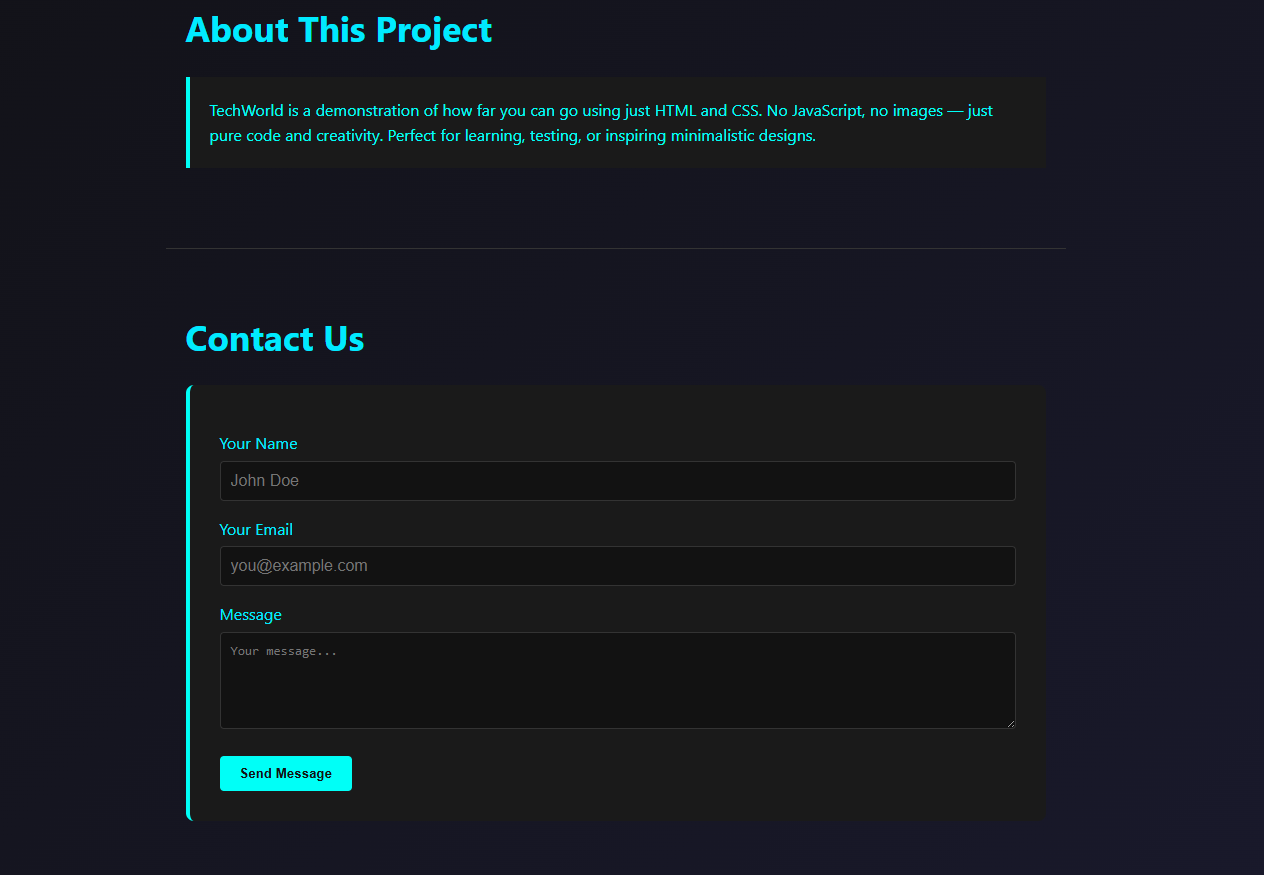 About This Project
TechWorld is a demonstration of how far you can go using just HTML and CSS. No JavaScript, no images — just
pure code and creativity. Perfect for learning, testing, or inspiring minimalistic designs.
Contact Us
Your Name
John Doe
Your Email
you@example.com
Message
Your message...
Send Message